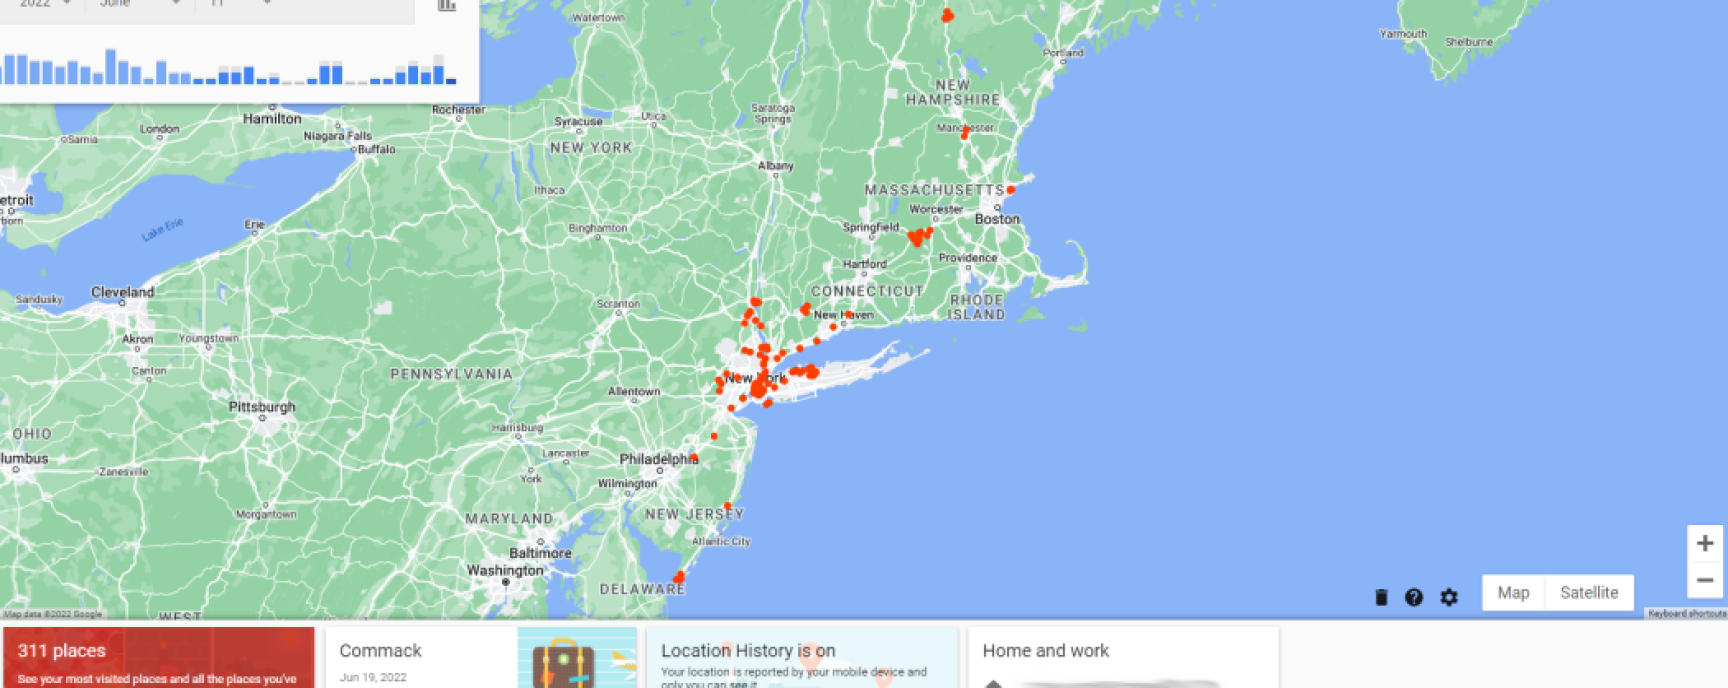 2022 June 11
Watertown
Portland
Yarmouth
Shelburne
NEW
HAMPSHIRE
Rochester
Hamilton
Saratoga
Springs
Utica
Syracuse
London
Sarnia
Niagara Falls
Buffalo
NEW YORK
Manchester
Albany
Ithaca
MASSACHUSETTS
etroit
Worcester
Boston
Lake Erie
Erie
Binghamton
Springfield
Hartford
Providence
CONNECTICUT
RHODE
ISLAND
Cleveland
Sandusky
Scranton
New Haven
Akron
Youngstown
Canton
PENNSYLVANIA
New York
Allentown
Pittsburgh
OHIO
Harrisburg
lumbus
Zanesville
Lancaster
York
Philadelphia
Wilmington
Morgantown
MARYLAND
NEW JERSEY
Atlantic City
Baltimore
Washington
DELAWARE
WEST
Map data ©2022 Google
+
−
Map Satellite
Keyboard shortcuts
311 places
See your most visited places and all the places you've
Commack
Jun 19, 2022
Location History is on
Your location is reported by your mobile device and
only you can see it
Home and work